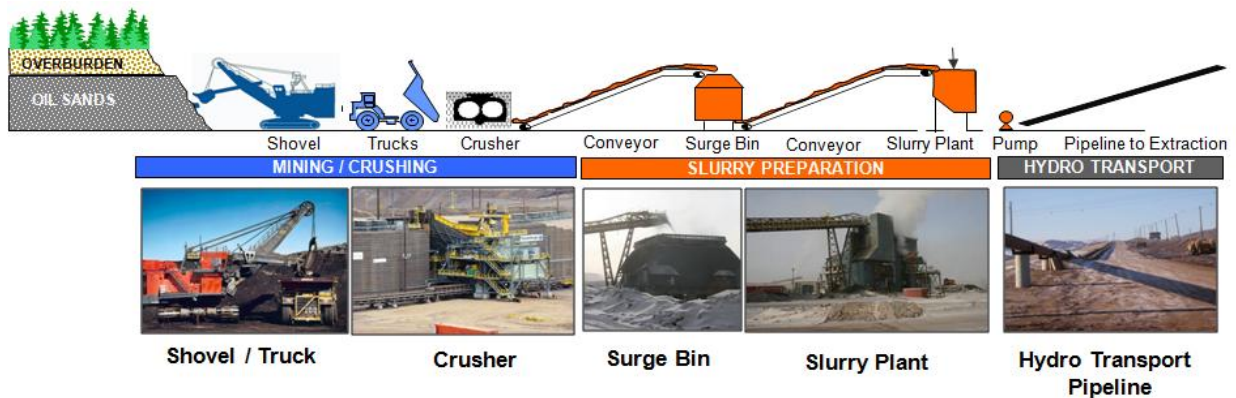 OVERBURDEN
OIL SANDS
Shovel
Trucks
Crusher
Conveyor
Surge Bin
Conveyor
Slurry Plant
Pump
Pipeline to Extraction
MINING / CRUSHING
SLURRY PREPARATION
HYDRO TRANSPORT
Shovel / Truck
Crusher
Surge Bin
Slurry Plant
Hydro Transport
Pipeline